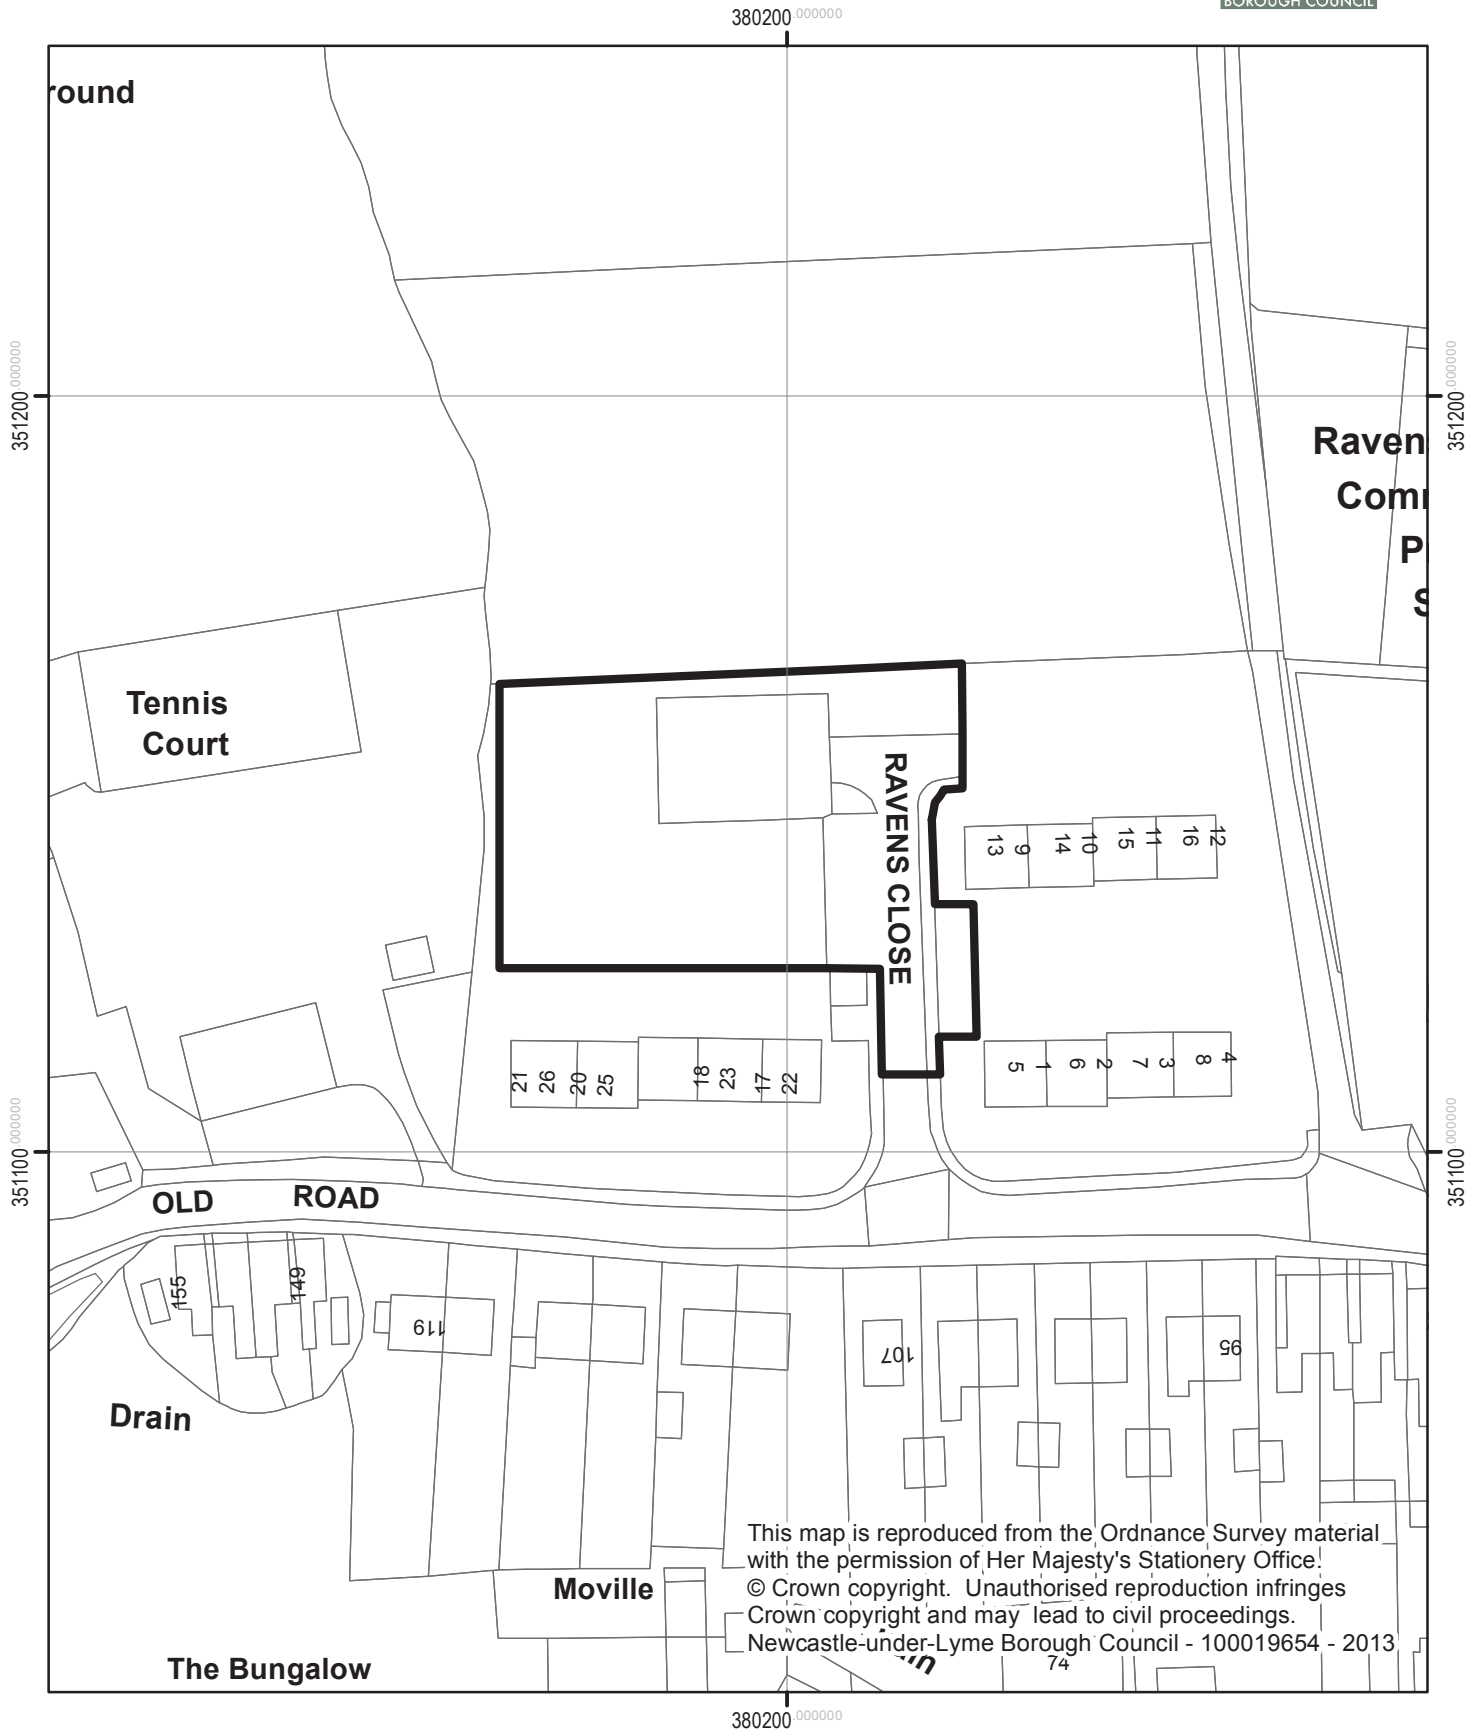 BOROUGH COUNCIL
380200.000000
round
351200.000000
351200.000000
Raven
Com
P
S
Tennis
Court
RAVENS CLOSE
13 9 14 10 15 11 16 12
21 26 20 25 18 23 17 22
5 1 6 2 7 3 8 4
351100.000000
351100.000000
OLD ROAD
155
149
119
107
95
Drain
This map is reproduced from the Ordnance Survey material
with the permission of Her Majesty's Stationery Office.
© Crown copyright. Unauthorised reproduction infringes
Crown copyright and may lead to civil proceedings.
Newcastle-under-Lyme Borough Council - 100019654 - 2013
Moville
The Bungalow
74
380200.000000